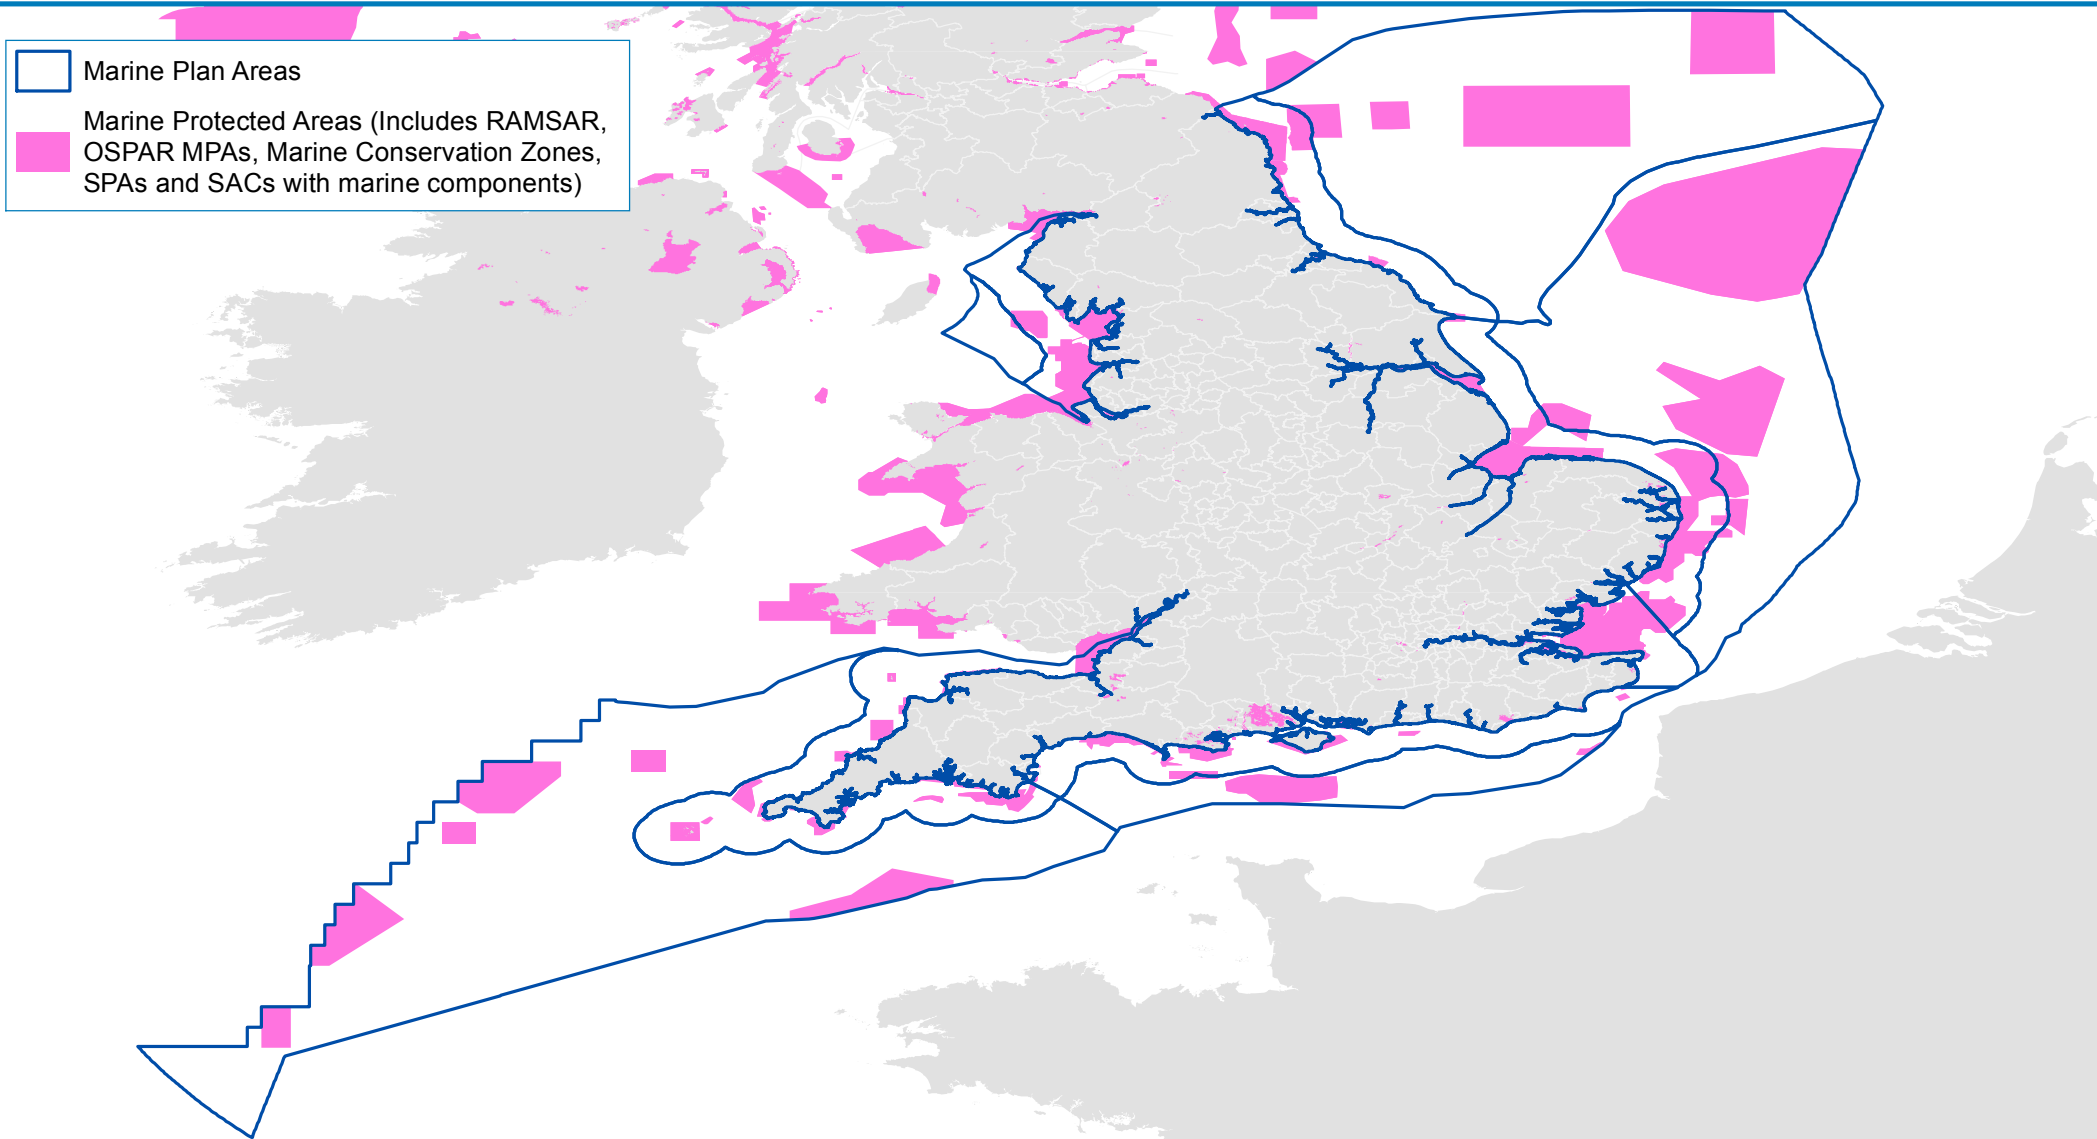 Marine Plan Areas
Marine Protected Areas (Includes RAMSAR,
OSPAR MPAs, Marine Conservation Zones,
SPAs and SACs with marine components)